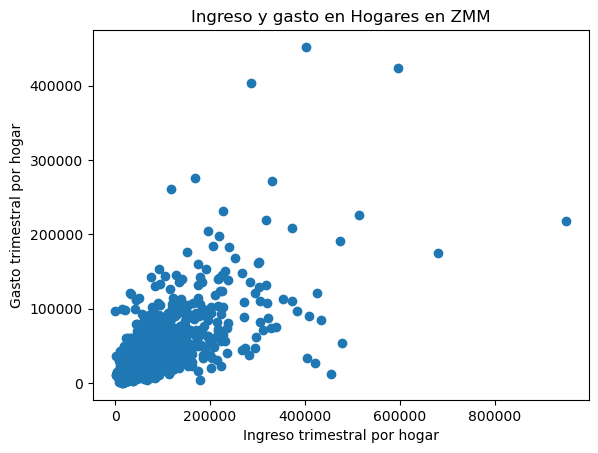 Ingreso y gasto en Hogares en ZMM
Gasto trimestral por hogar
400000
300000
200000
100000
0
0 200000 400000 600000 800000
Ingreso trimestral por hogar